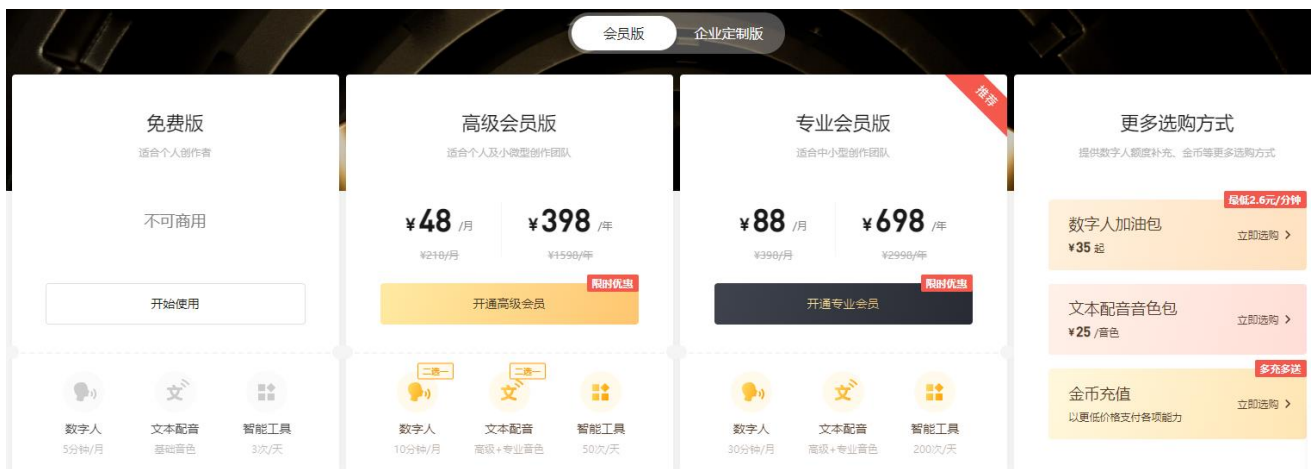 会员版
企业定制版
免费版
适合个人创作者
不可商用
开始使用
数字人
5分钟/月
文本配音
基础音色
智能工具
3次/天
高级会员版
适合个人及小微型创作团队
¥48 /月
¥218/月
¥398 /年
¥1598/年
限时优惠
开通高级会员
二选一
数字人
10分钟/月
二选一
文本配音
高级+专业音色
智能工具
50次/天
推荐
专业会员版
适合中小型创作团队
¥88 /月
¥398/月
¥698 /年
¥2998/年
限时优惠
开通专业会员
数字人
30分钟/月
文本配音
高级+专业音色
智能工具
200次/天
更多选购方式
提供数字人额度补充、金币等更多选购方式
最低2.6元/分钟
数字人加油包
¥35 起
立即选购 >
文本配音音色包
¥25 /音色
立即选购 >
多充多送
金币充值
以更低价格支付各项能力
立即选购 >
文
文
文